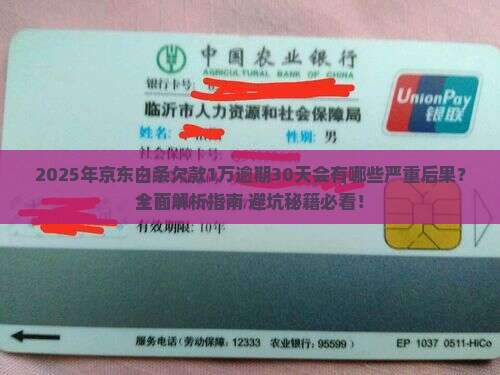 中国农业银行
AGRICULTURAL BANK OF CHINA
银行卡号:
UnionPay
银联
临沂市人力资源和社会保障局
姓名:
性别: 男
社会保障号
2025年京东白条欠款1万逾期30天会有哪些严重后果?
全面解析指南,避坑秘籍必看!
有效期限: 10年
服务电话(劳动保障: 12333 农业银行: 95599)
EP 1037 0511-HiCo